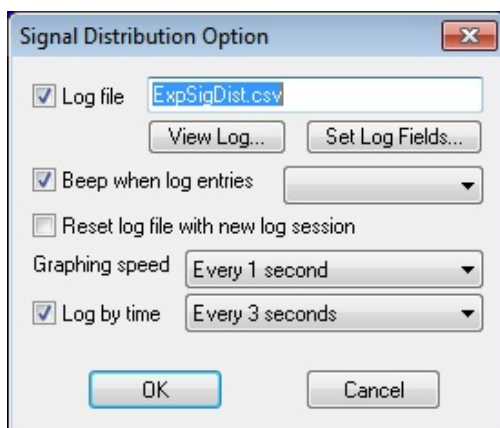 Signal Distribution Option
Log file ExpSigDist.csv
View Log... Set Log Fields...
Beep when log entries
Reset log file with new log session
Graphing speed Every 1 second
Log by time Every 3 seconds
OK Cancel